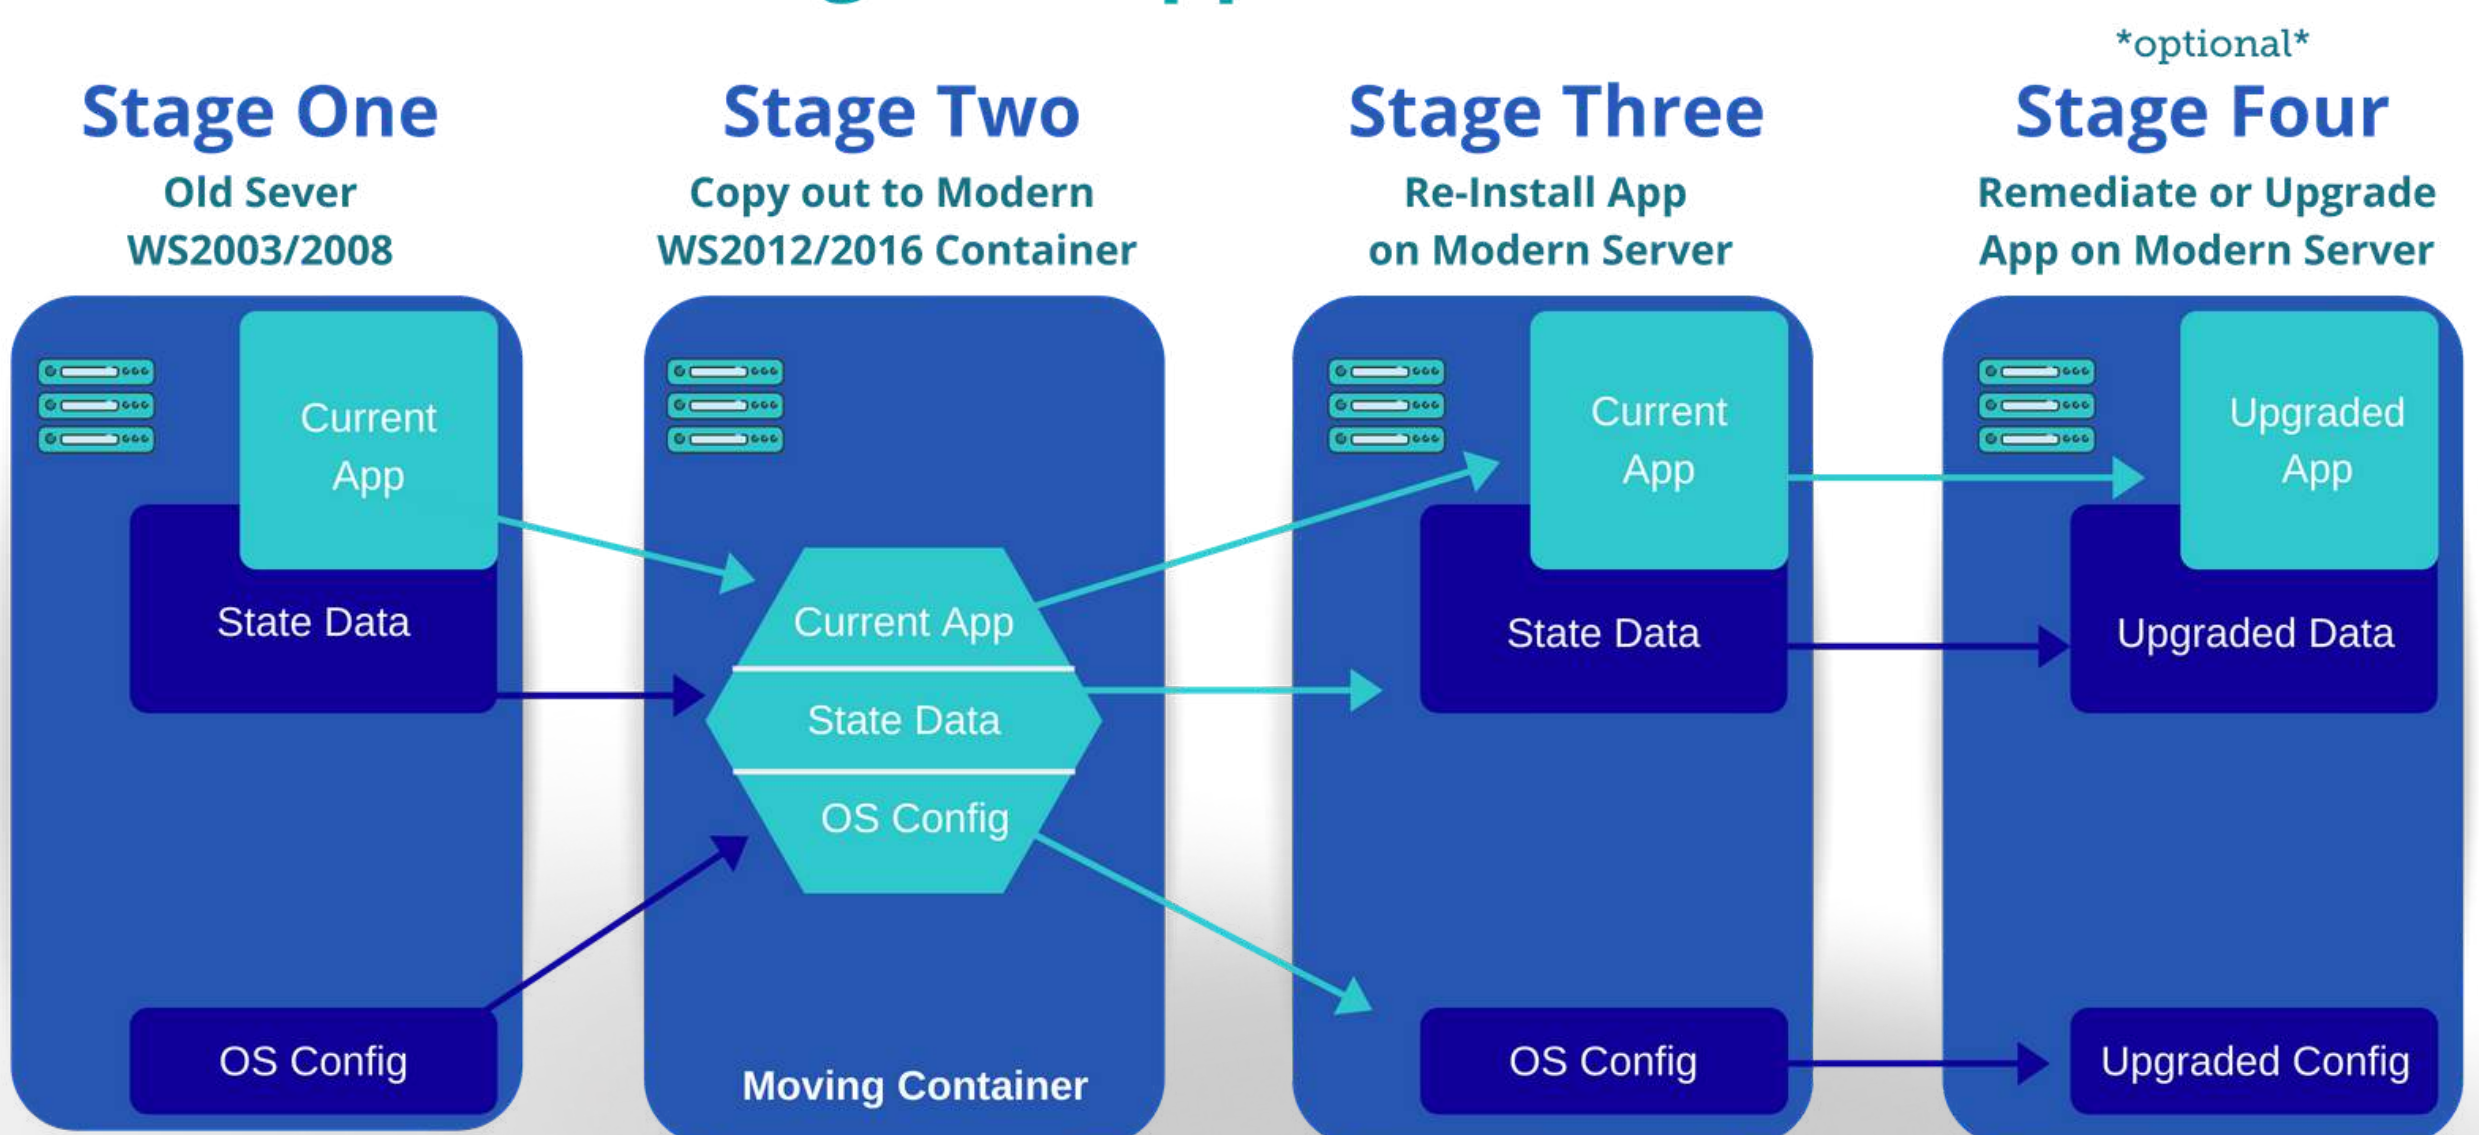 *optional*
Stage One
Stage Two
Stage Three
Stage Four
Old Sever
WS2003/2008
Copy out to Modern
WS2012/2016 Container
Re-Install App
on Modern Server
Remediate or Upgrade
App on Modern Server
Current
App
State Data
OS Config
Current App
State Data
OS Config
Moving Container
Current
App
State Data
OS Config
Upgraded
App
Upgraded Data
Upgraded Config